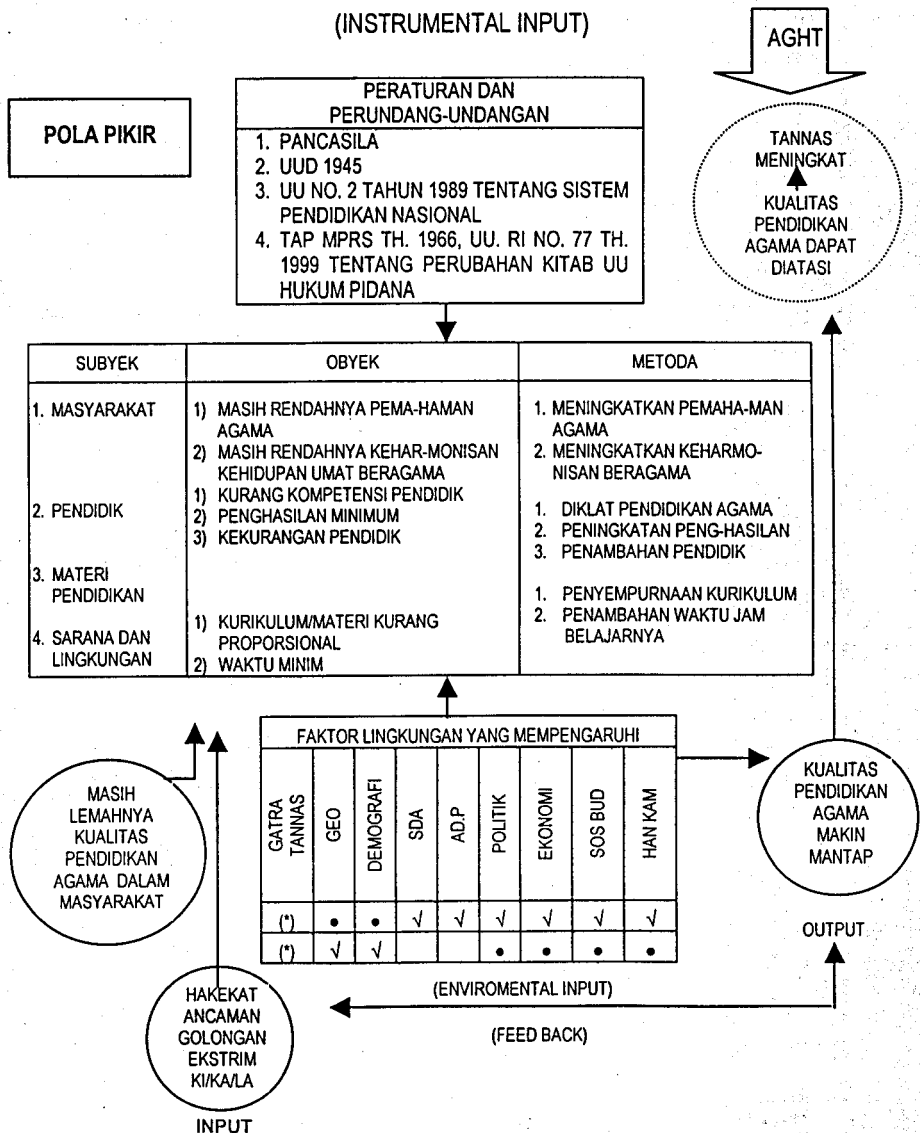 (INSTRUMENTAL INPUT)
AGHT
POLA PIKIR
PERATURAN DAN
PERUNDANG-UNDANGAN
1. PANCASILA
2. UUD 1945
3. UU NO. 2 TAHUN 1989 TENTANG SISTEM
PENDIDIKAN NASIONAL
4. TAP MPRS TH. 1966, UU. RI NO. 77 TH.
1999 TENTANG PERUBAHAN KITAB UU
HUKUM PIDANA
TANNAS
MENINGKAT
KUALITAS
PENDIDIKAN
AGAMA DAPAT
DIATASI
SUBYEK
1. MASYARAKAT
2. PENDIDIK
3. MATERI
PENDIDIKAN
4. SARANA DAN
LINGKUNGAN
OBYEK
1) MASIH RENDAHNYA PEMA-HAMAN
AGAMA
2) MASIH RENDAHNYA KEHAR-MONISAN
KEHIDUPAN UMAT BERAGAMA
1) KURANG KOMPETENSI PENDIDIK
2) PENGHASILAN MINIMUM
3) KEKURANGAN PENDIDIK
1) KURIKULUM/MATERI KURANG
PROPORSIONAL
2) WAKTU MINIM
METODA
1. MENINGKATKAN PEMAHA-MAN
AGAMA
2. MENINGKATKAN KEHARMO-
NISAN BERAGAMA
1. DIKLAT PENDIDIKAN AGAMA
2. PENINGKATAN PENG-HASILAN
3. PENAMBAHAN PENDIDIK
1. PENYEMPURNAAN KURIKULUM
2. PENAMBAHAN WAKTU JAM
BELAJARNYA
MASIH
LEMAHNYA
KUALITAS
PENDIDIKAN
AGAMA DALAM
MASYARAKAT
FAKTOR LINGKUNGAN YANG MEMPENGARUHI
GATRA
TANNAS
GEO
DEMOGRAFI
SDA
AD.P
POLITIK
EKONOMI
SOS BUD
HAN KAM
(*) • • √ √ √ √ √ √
(*) √ √ • • • •
KUALITAS
PENDIDIKAN
AGAMA
MAKIN
MANTAP
OUTPUT
(ENVIROMENTAL INPUT)
(FEED BACK)
HAKEKAT
ANCAMAN
GOLONGAN
EKSTRIM
KI/KA/LA
INPUT